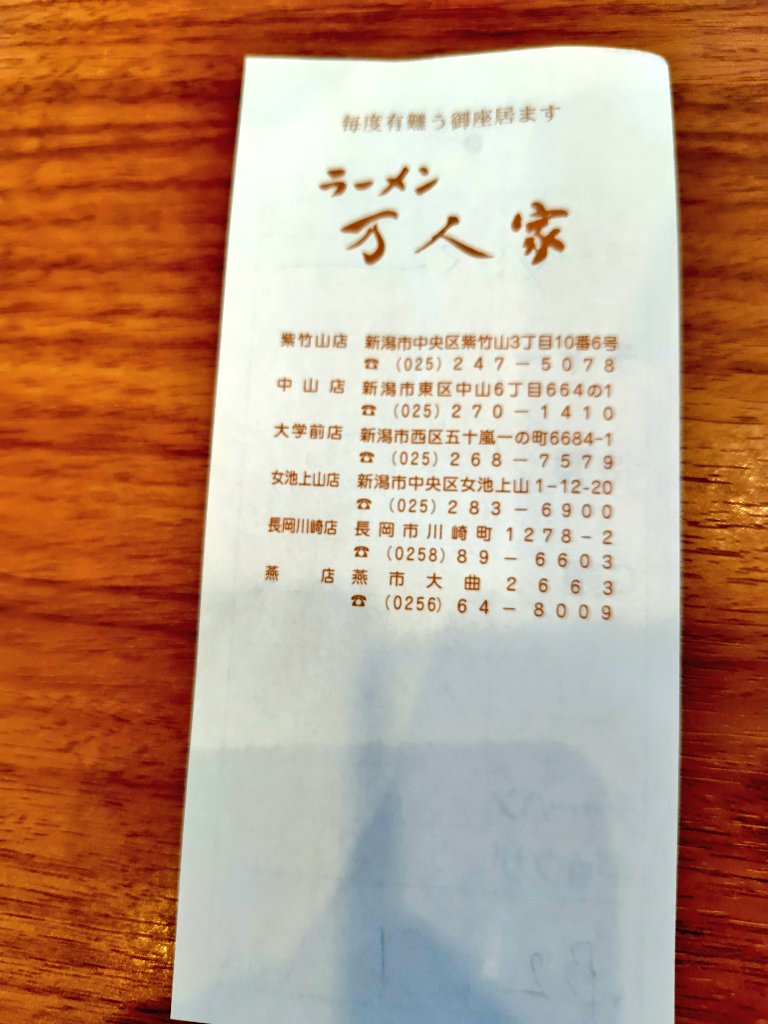 毎度有難う御座居ます
ラーメン
万人家
紫竹山店 新潟市中央区紫竹山3丁目10番6号
☎ (025) 247-5078
中山店 新潟市東区中山6丁目664の1
☎ (025) 270-1410
大学前店 新潟市西区五十嵐一の町6684-1
☎ (025) 268-7579
女池上山店 新潟市中央区女池上山1-12-20
☎ (025) 283-6900
長岡川崎店 長岡市川崎町1278-2
☎ (0258) 89-6603
燕店 燕市大曲2663
☎ (0256) 64-8009